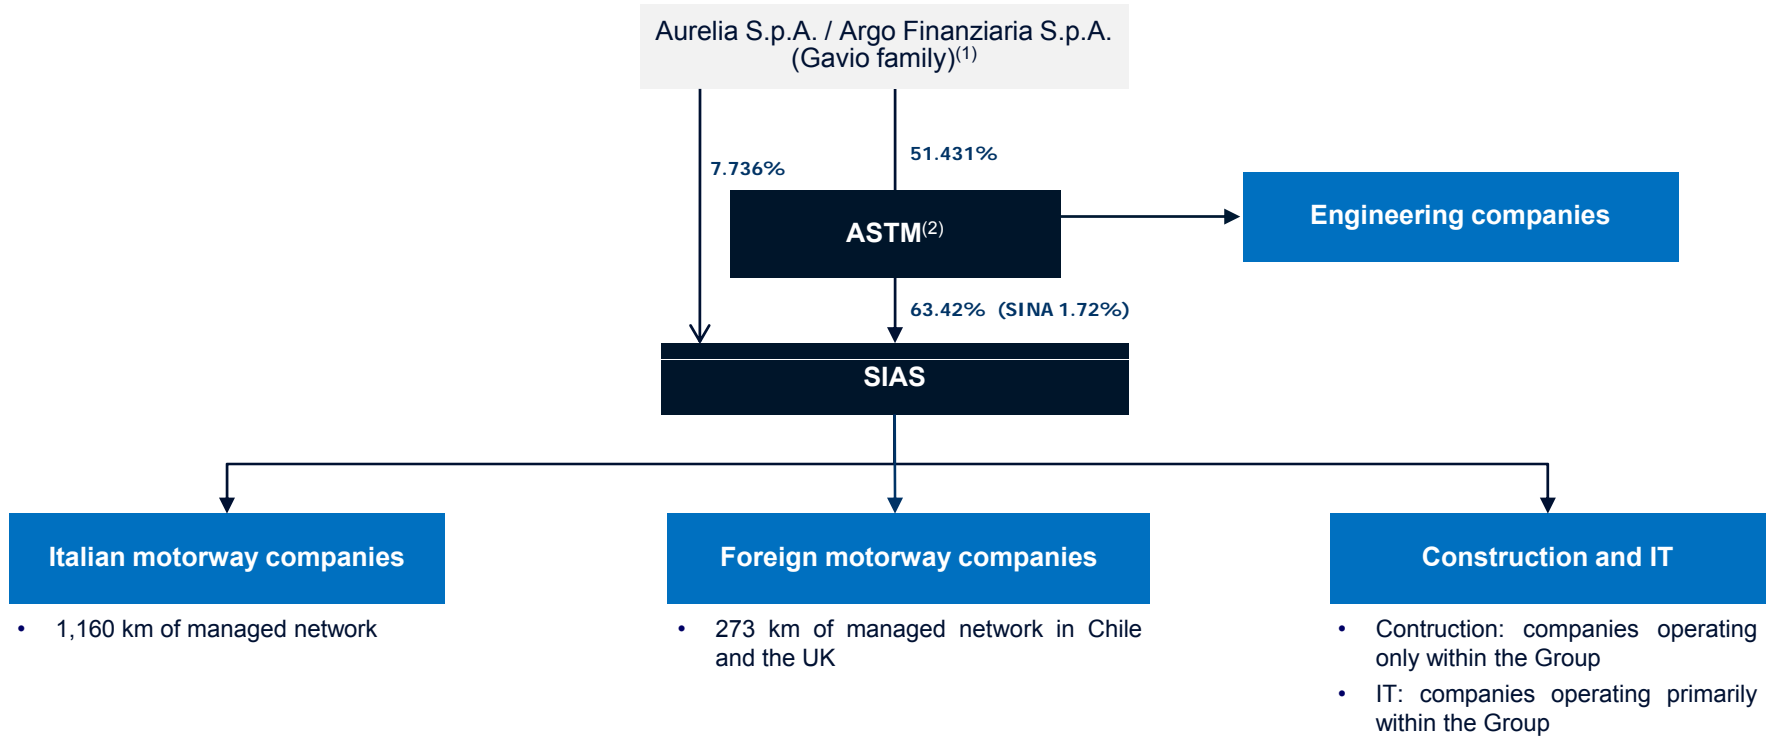 Aurelia S.p.A. / Argo Finanziaria S.p.A.
(Gavio family)(1)
51.431%
7.736%
Engineering companies
ASTM(2)
63.42% (SINA 1.72%)
SIAS
Italian motorway companies
Foreign motorway companies
Construction and IT
• 1,160 km of managed network
• 273 km of managed network in Chile
and the UK
• Contruction: companies operating
only within the Group
• IT: companies operating primarily
within the Group